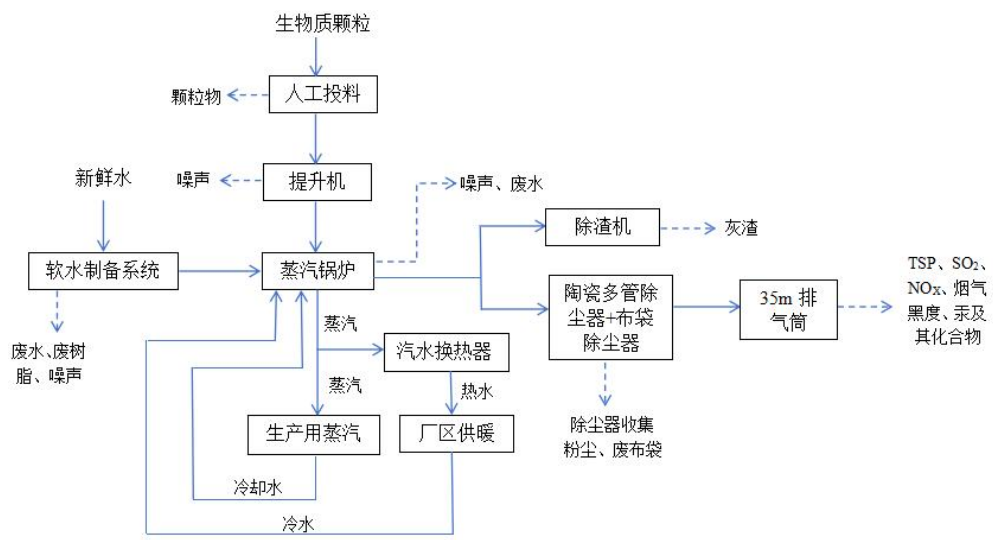 生物质颗粒
颗粒物
人工投料
新鲜水
噪声
提升机
噪声、废水
除渣机
灰渣
软水制备系统
蒸汽锅炉
TSP、SO₂、
NOx、烟气
黑度、汞及
其化合物
陶瓷多管除
尘器+布袋
除尘器
35m 排
气筒
蒸汽
废水、废树
脂、噪声
汽水换热器
蒸汽
热水
生产用蒸汽
厂区供暖
除尘器收集
粉尘、废布袋
冷却水
冷水